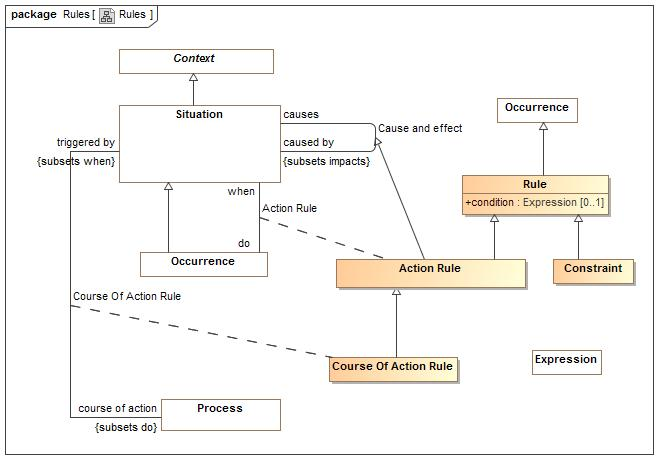 package Rules [ Rules ]
Context
Situation
causes
caused by
{subsets impacts}
Cause and effect
triggered by
{subsets when}
when
Action Rule
do
Occurrence
Occurrence
Rule
+condition : Expression [0..1]
Action Rule
Constraint
Course Of Action Rule
Course Of Action Rule
Expression
course of action
{subsets do}
Process